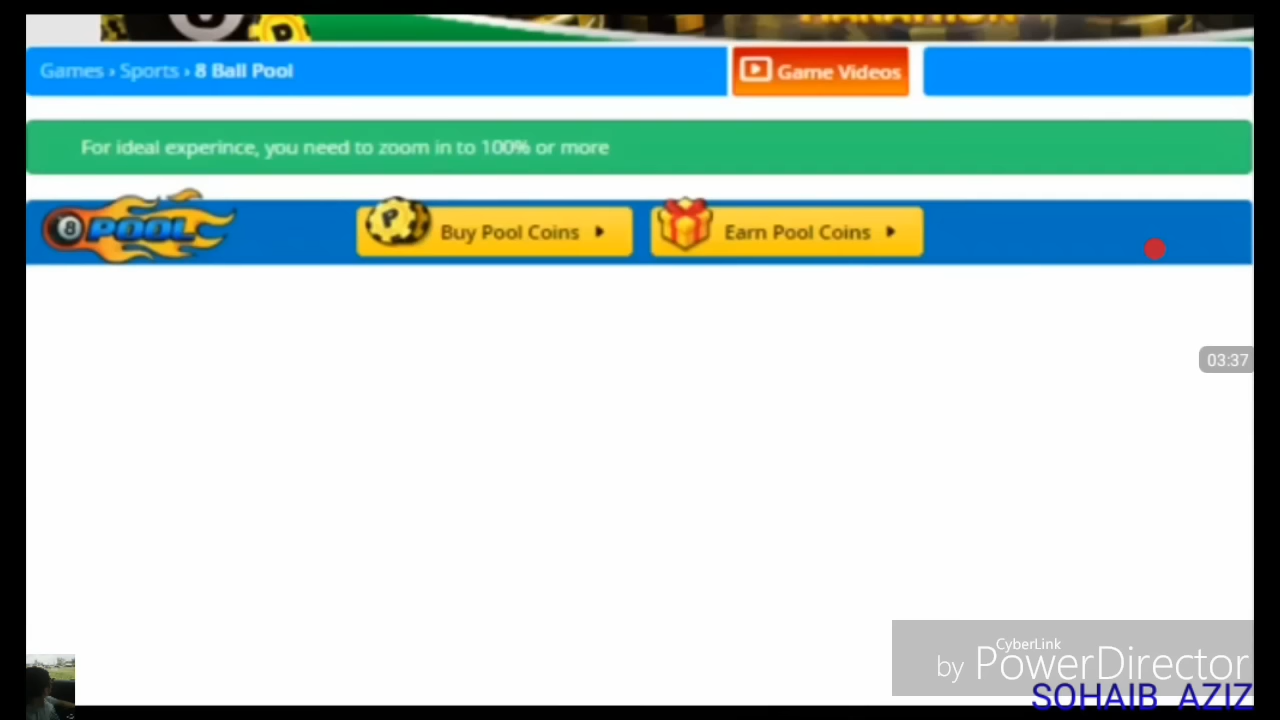 MARATHON
Games › Sports › 8 Ball Pool
Game Videos
For ideal experince, you need to zoom in to 100% or more
8 POOL
P Buy Pool Coins
Earn Pool Coins
03:37
CyberLink
by PowerDirector
SOHAIB AZIZ